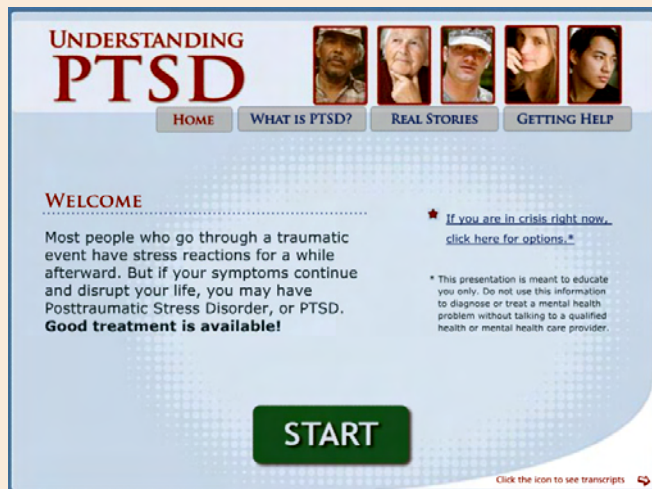 UNDERSTANDING
PTSD
HOME
WHAT IS PTSD?
REAL STORIES
GETTING HELP
WELCOME
Most people who go through a traumatic
event have stress reactions for a while
afterward. But if your symptoms continue
and disrupt your life, you may have
Posttraumatic Stress Disorder, or PTSD.
Good treatment is available!
If you are in crisis right now,
click here for options.*
* This presentation is meant to educate
you only. Do not use this information
to diagnose or treat a mental health
problem without talking to a qualified
health or mental health care provider.
START
Click the icon to see transcripts